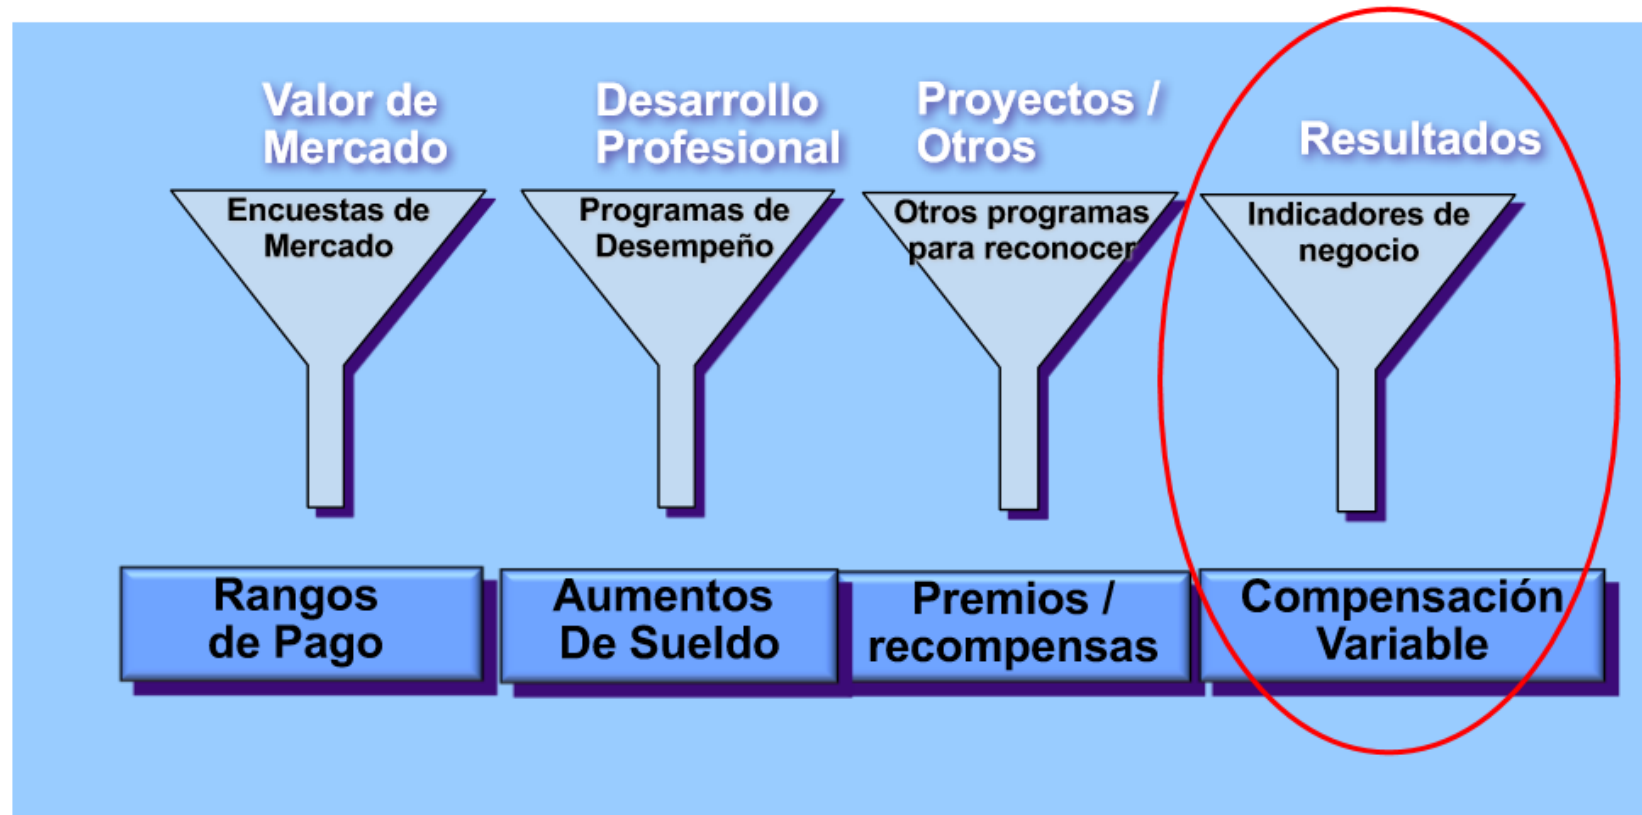 Valor de
Mercado
Desarrollo
Profesional
Proyectos /
Otros
Resultados
Encuestas de
Mercado
Programas de
Desempeño
Otros programas
para reconocer
Indicadores de
negocio
Rangos
de Pago
Aumentos
De Sueldo
Premios /
recompensas
Compensación
Variable